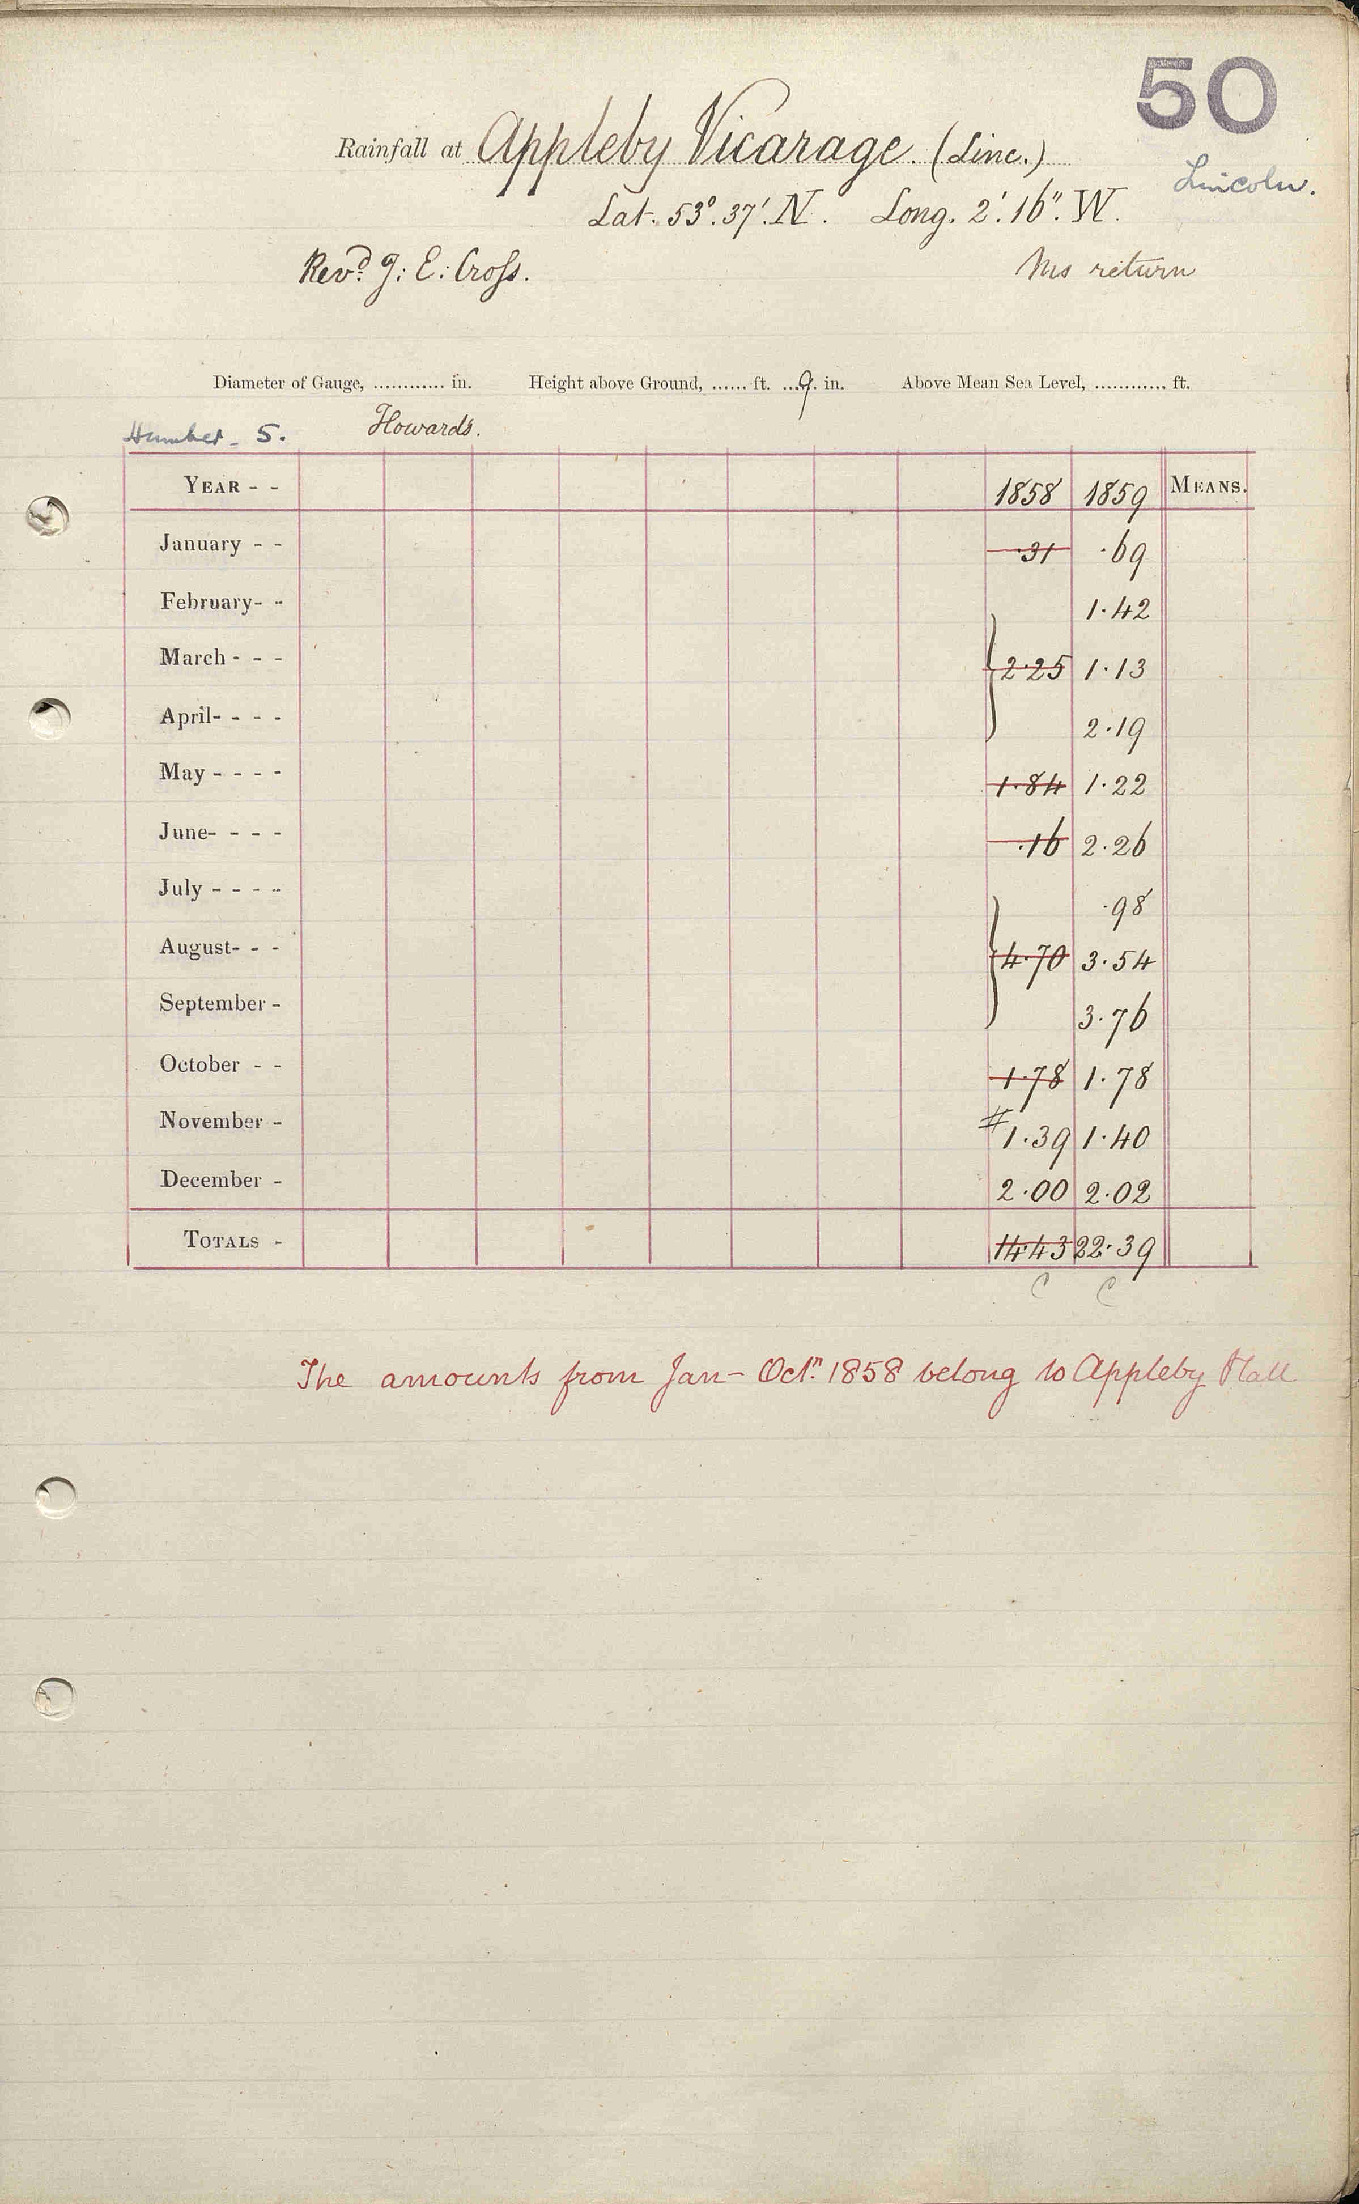 50
Rainfall at Appleby Vicarage. (Linc.)
Lincoln.
Lat. 53°. 37'. N. Long. 2'. 16". W.
Revd. J: E: Cross.
Ms return
Diameter of Gauge, ............ in. Height above Ground, ...... ft. ...9. in. Above Mean Sea Level, ............ ft.
Humber - 5. Howards.
YEAR - - 1858 1859 MEANS.
January - - .31 .69
February- - 1.42
March - - - 2.25 1.13
April- - - - 2.19
May - - - - 1.84 1.22
June- - - - .16 2.26
July - - - - .98
August- - - 4.70 3.54
September - 3.76
October - - 1.78 1.78
November - # 1.39 1.40
December - 2.00 2.02
TOTALS - 14.43 22.39
C C
The amounts from Jan - Octr. 1858 belong to Appleby Hall